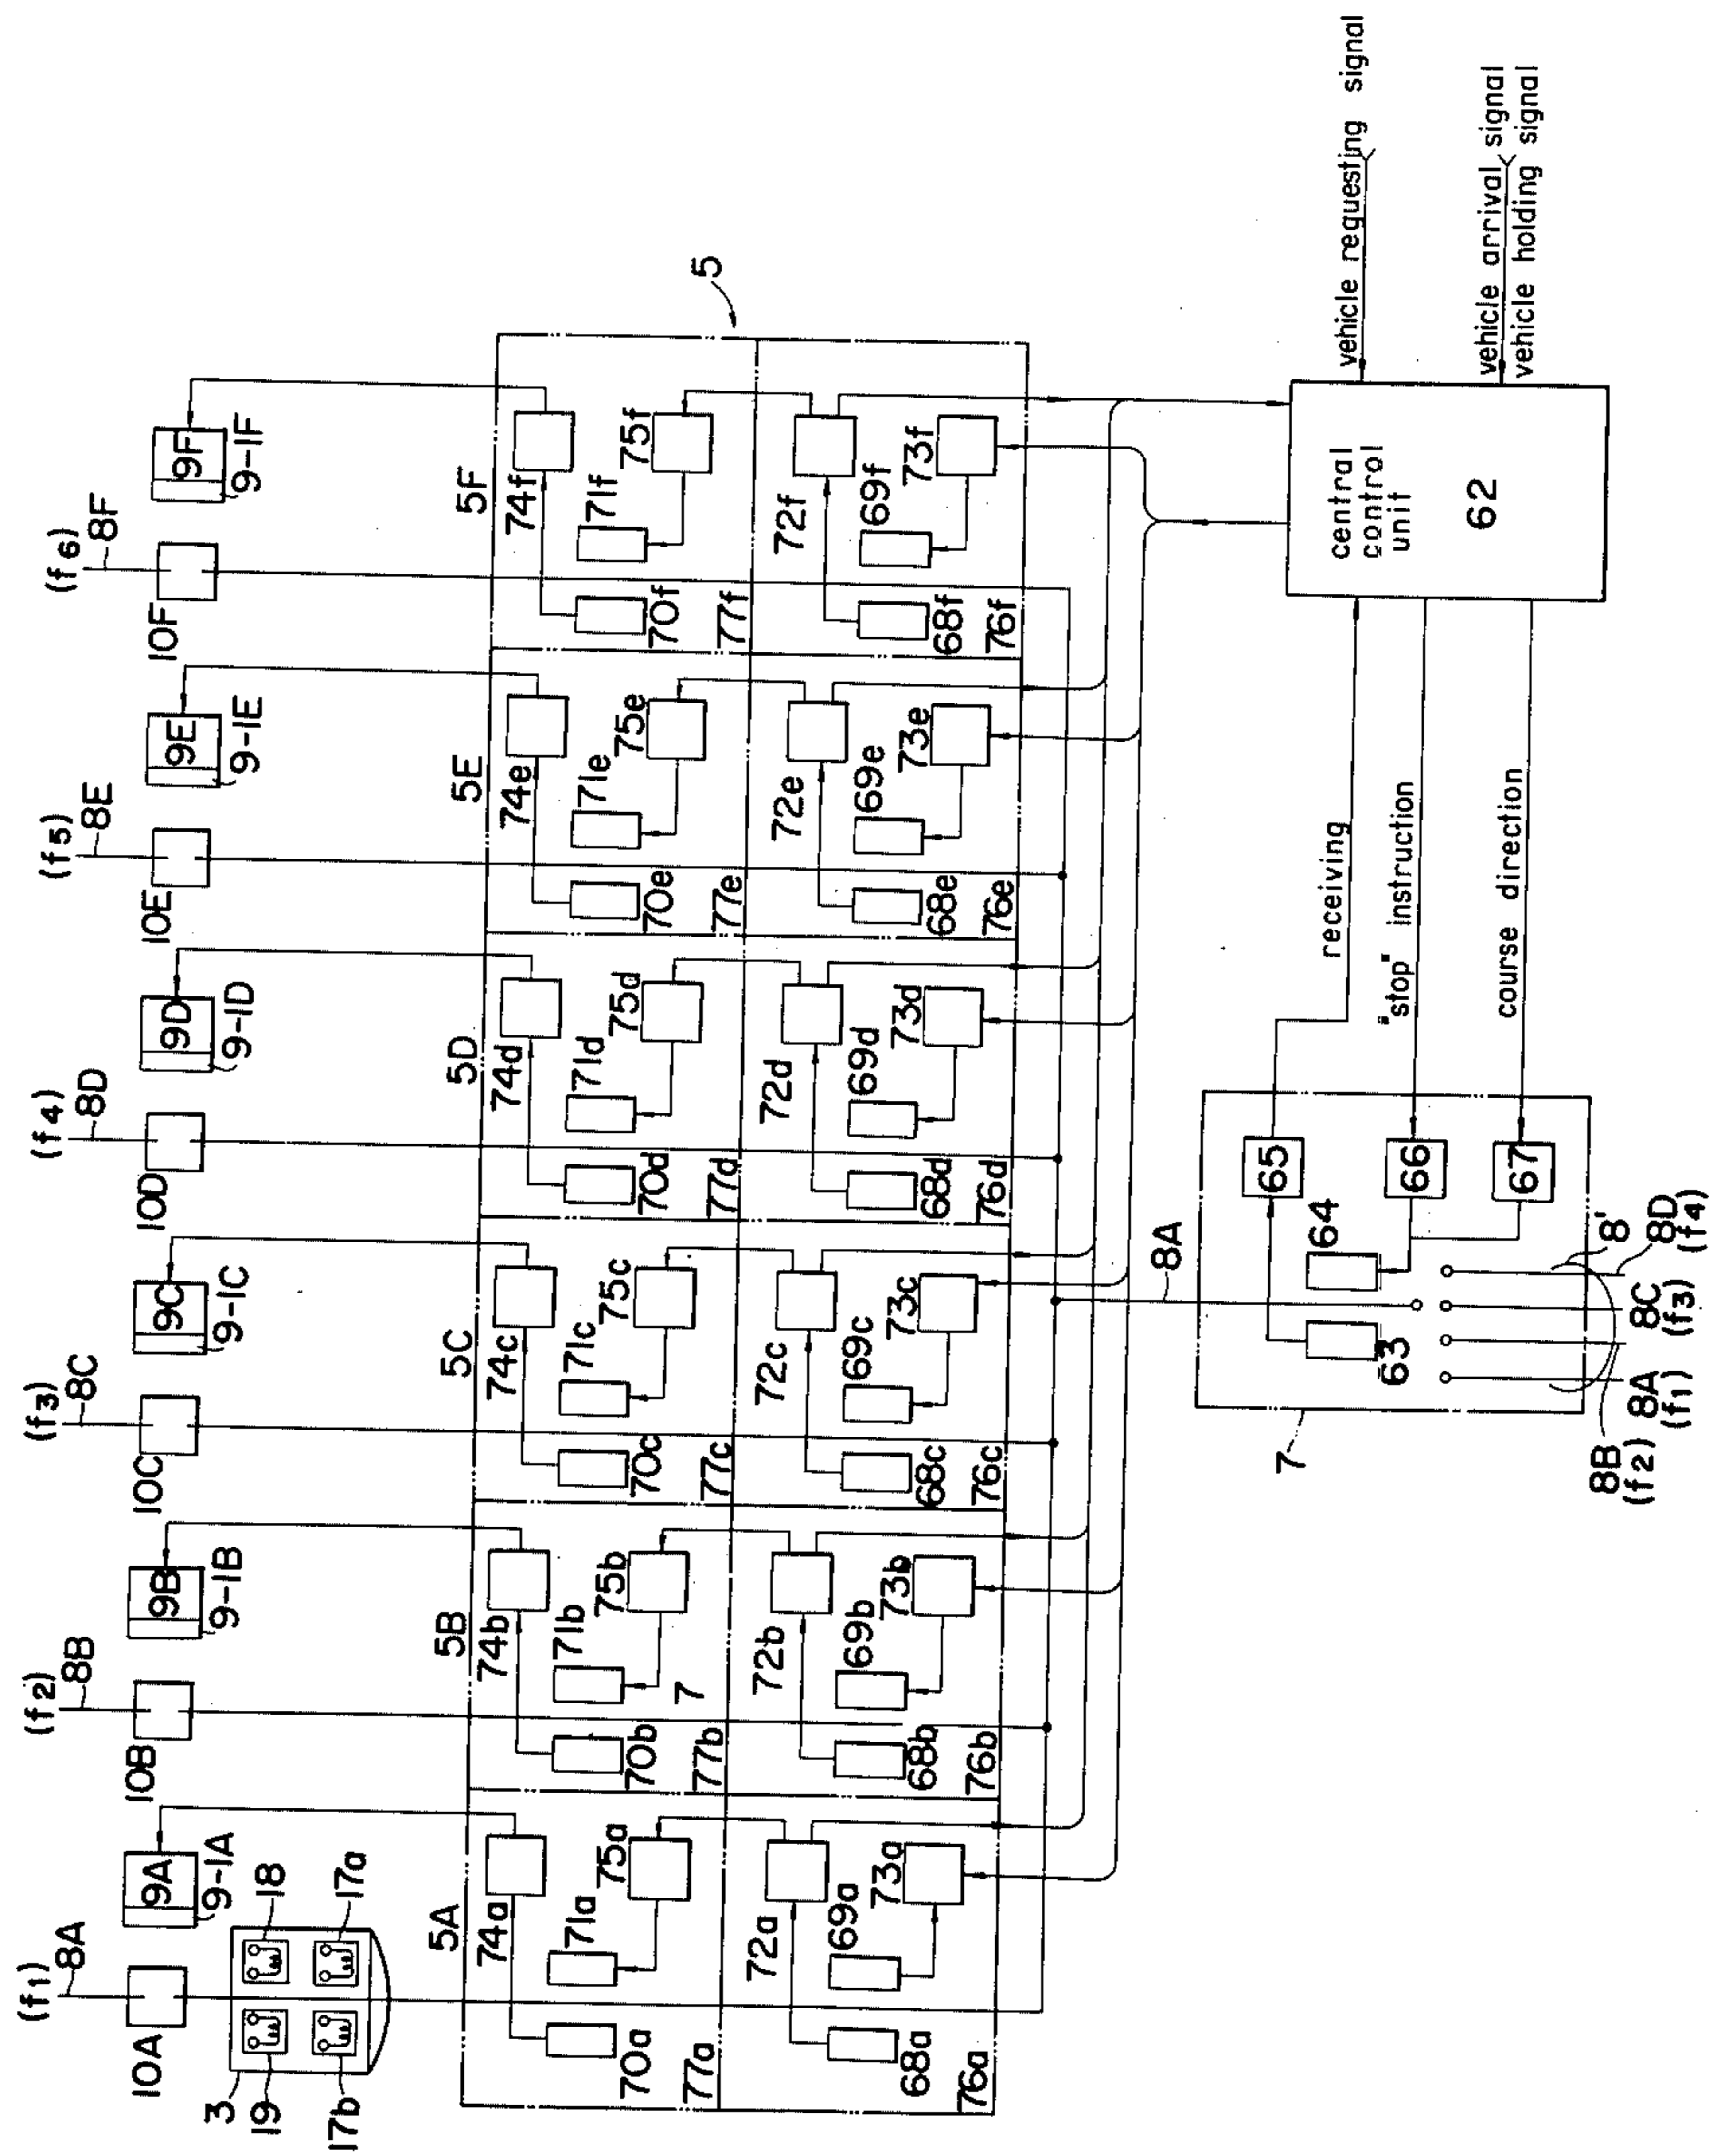 (f1)
8A
10A
9A
9-1A
3
19
18
17a
17b
(f2)
8B
10B
9B
9-1B
(f3)
8C
10C
9C
9-1C
(f4)
8D
10D
9D
9-1D
(f5)
8E
10E
9E
9-1E
(f6)
8F
10F
9F
9-1F
5
5A
74a
71a
75a
70a
77a
72a
69a
73a
68a
76a
5B
74b
71b
75b
7
70b
77b
72b
69b
73b
68b
76b
5C
74c
71c
75c
70c
77c
72c
69c
73c
68c
76c
5D
74d
71d
75d
70d
77d
72d
69d
73d
68d
76d
5E
74e
71e
75e
70e
77e
72e
69e
73e
68e
76e
5F
74f
71f
75f
70f
77f
72f
69f
73f
68f
76f
8A
7
63
64
65
66
67
8'
8B
(f2)
8A
(f1)
8C
(f3)
8D
(f4)
receiving
"stop" instruction
course direction
central
control
unit
62
vehicle requesting signal
vehicle arrival signal
vehicle holding signal